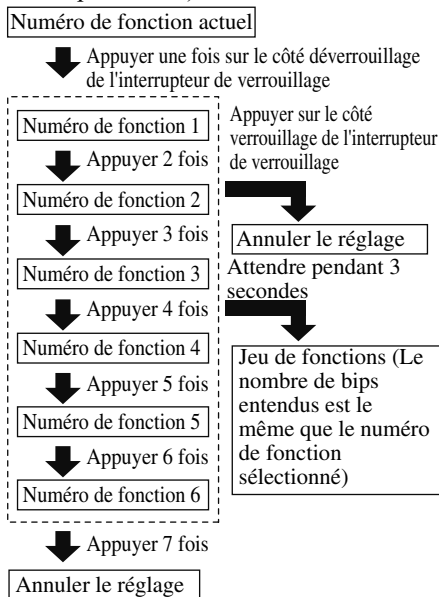 Numéro de fonction actuel
Appuyer une fois sur le côté déverrouillage
de l'interrupteur de verrouillage
Numéro de fonction 1
Appuyer 2 fois
Numéro de fonction 2
Appuyer 3 fois
Numéro de fonction 3
Appuyer 4 fois
Numéro de fonction 4
Appuyer 5 fois
Numéro de fonction 5
Appuyer 6 fois
Numéro de fonction 6
Appuyer 7 fois
Annuler le réglage
Appuyer sur le côté
verrouillage de l'interrupteur
de verrouillage
Annuler le réglage
Attendre pendant 3
secondes
Jeu de fonctions (Le
nombre de bips
entendus est le
même que le numéro
de fonction
sélectionné)